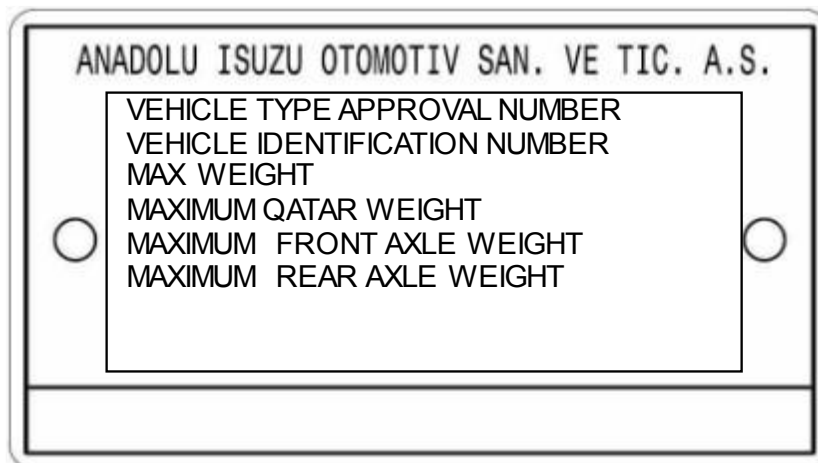 ANADOLU ISUZU OTOMOTIV SAN. VE TIC. A.S.
VEHICLE TYPE APPROVAL NUMBER
VEHICLE IDENTIFICATION NUMBER
MAX WEIGHT
MAXIMUM QATAR WEIGHT
MAXIMUM FRONT AXLE WEIGHT
MAXIMUM REAR AXLE WEIGHT